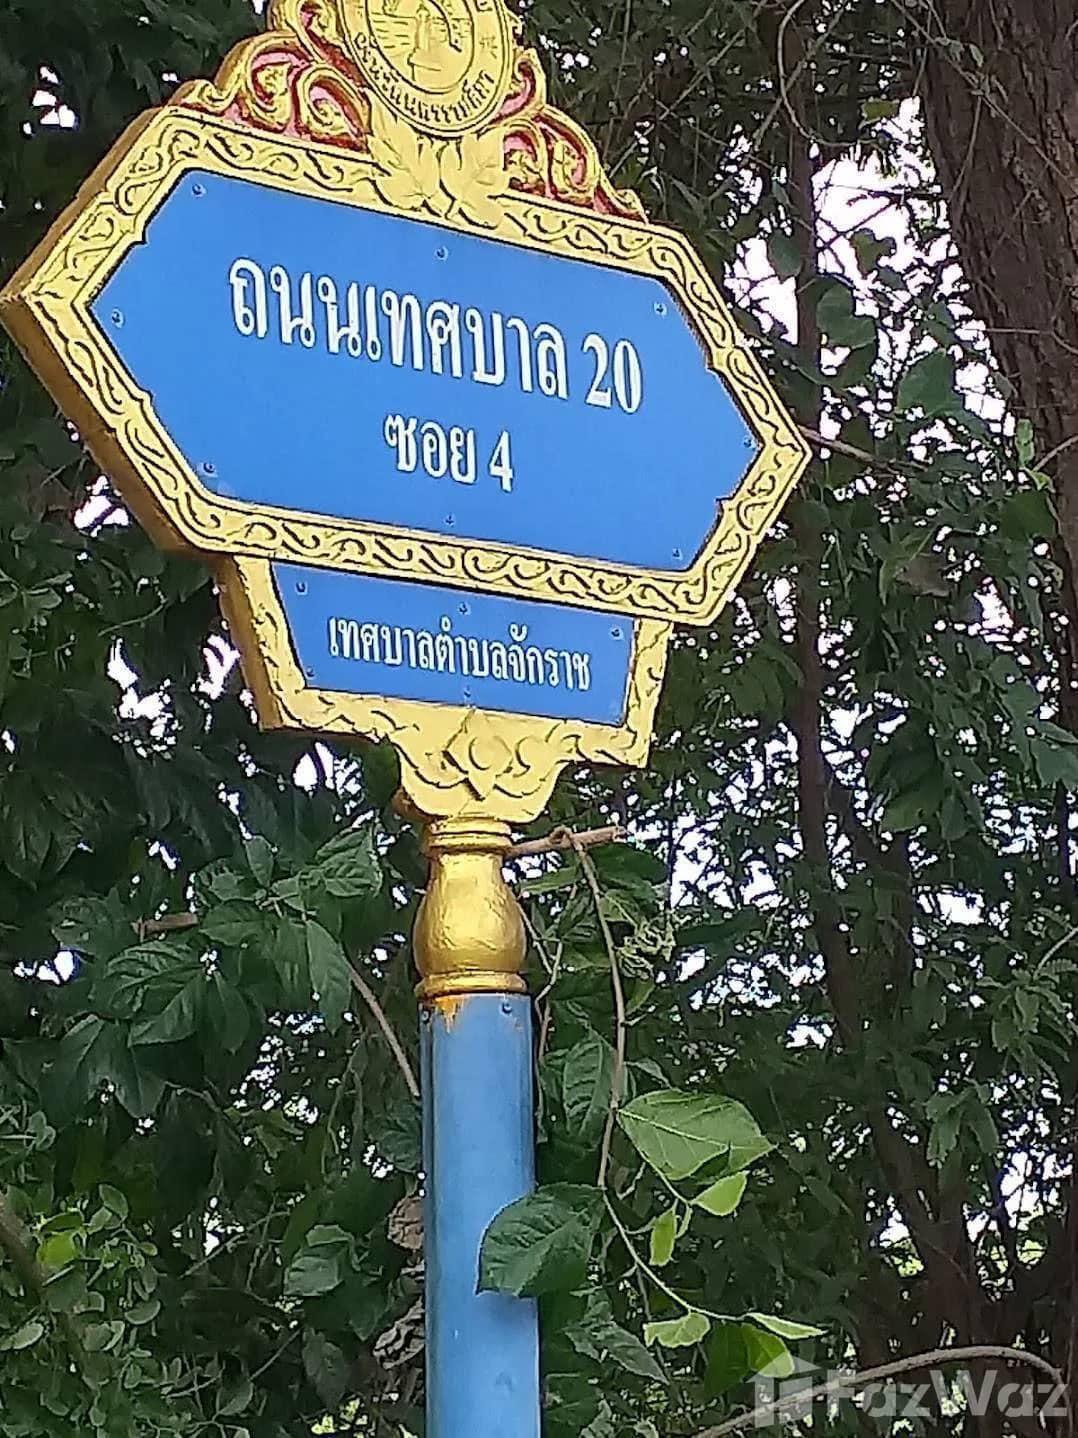 ถนนเทศบาล 20
ซอย 4
เทศบาลตำบลจักราช
FazWaz